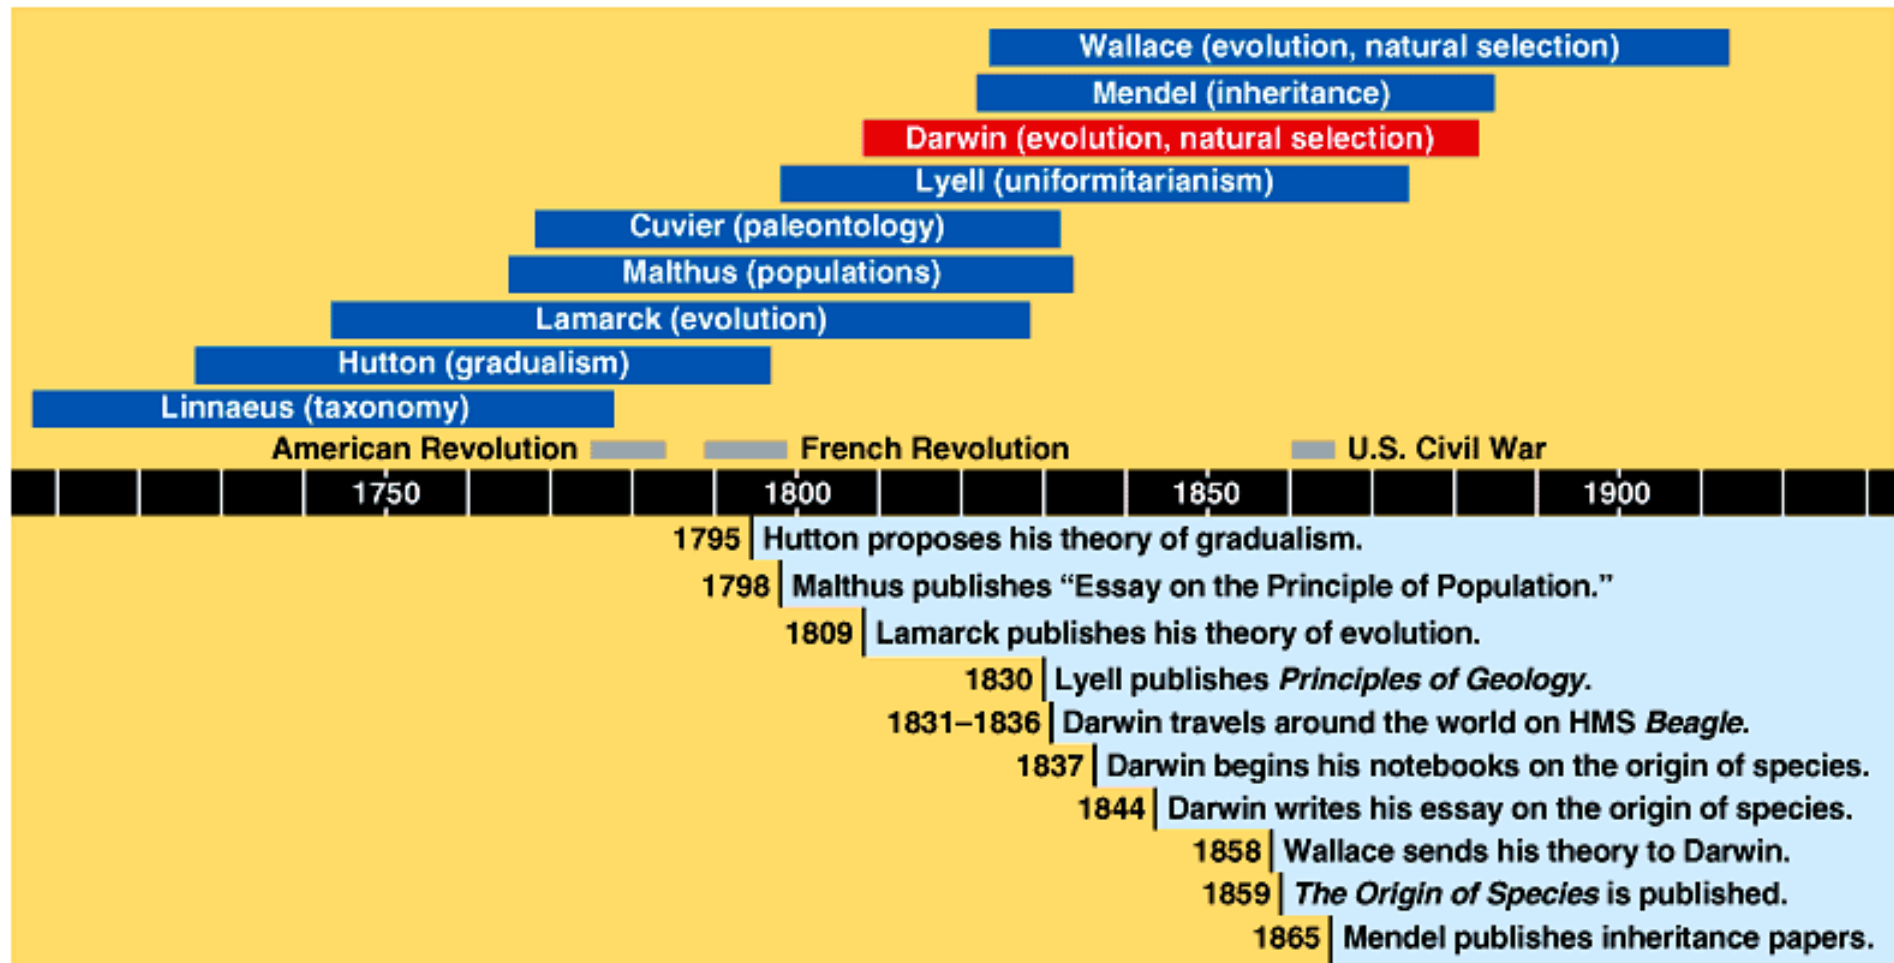 Wallace (evolution, natural selection)
Mendel (inheritance)
Darwin (evolution, natural selection)
Lyell (uniformitarianism)
Cuvier (paleontology)
Malthus (populations)
Lamarck (evolution)
Hutton (gradualism)
Linnaeus (taxonomy)
American Revolution French Revolution U.S. Civil War
1750 1800 1850 1900
1795 Hutton proposes his theory of gradualism.
1798 Malthus publishes “Essay on the Principle of Population.”
1809 Lamarck publishes his theory of evolution.
1830 Lyell publishes Principles of Geology.
1831–1836 Darwin travels around the world on HMS Beagle.
1837 Darwin begins his notebooks on the origin of species.
1844 Darwin writes his essay on the origin of species.
1858 Wallace sends his theory to Darwin.
1859 The Origin of Species is published.
1865 Mendel publishes inheritance papers.